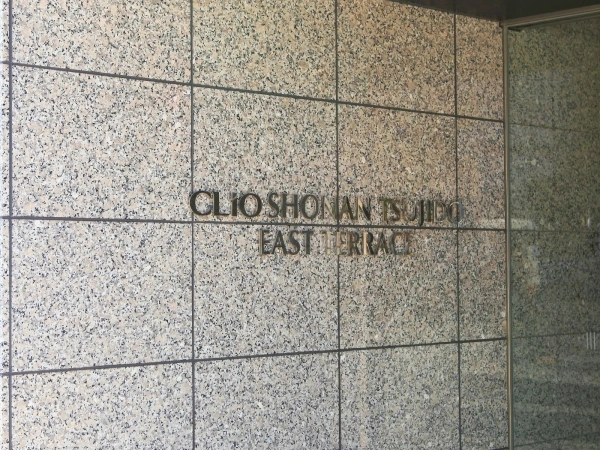 CLiO SHONAN TSUJIDO
EAST TERRACE